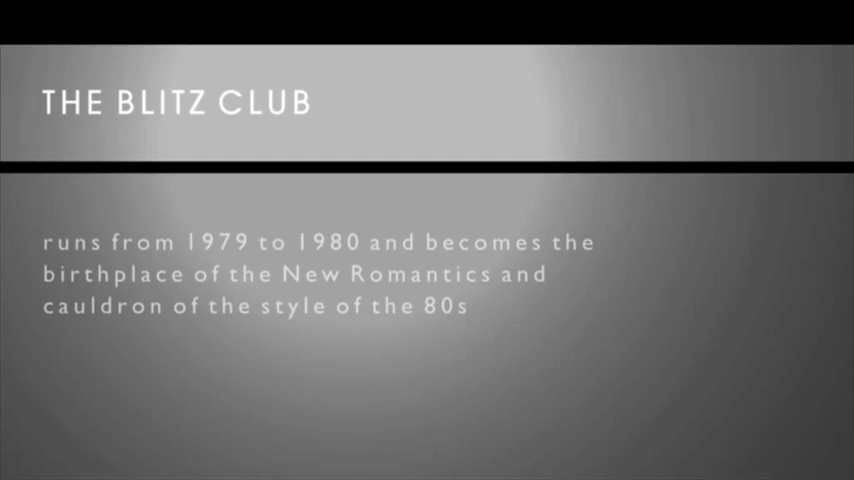 THE BLITZ CLUB
runs from 1979 to 1980 and becomes the
birthplace of the New Romantics and
cauldron of the style of the 80s